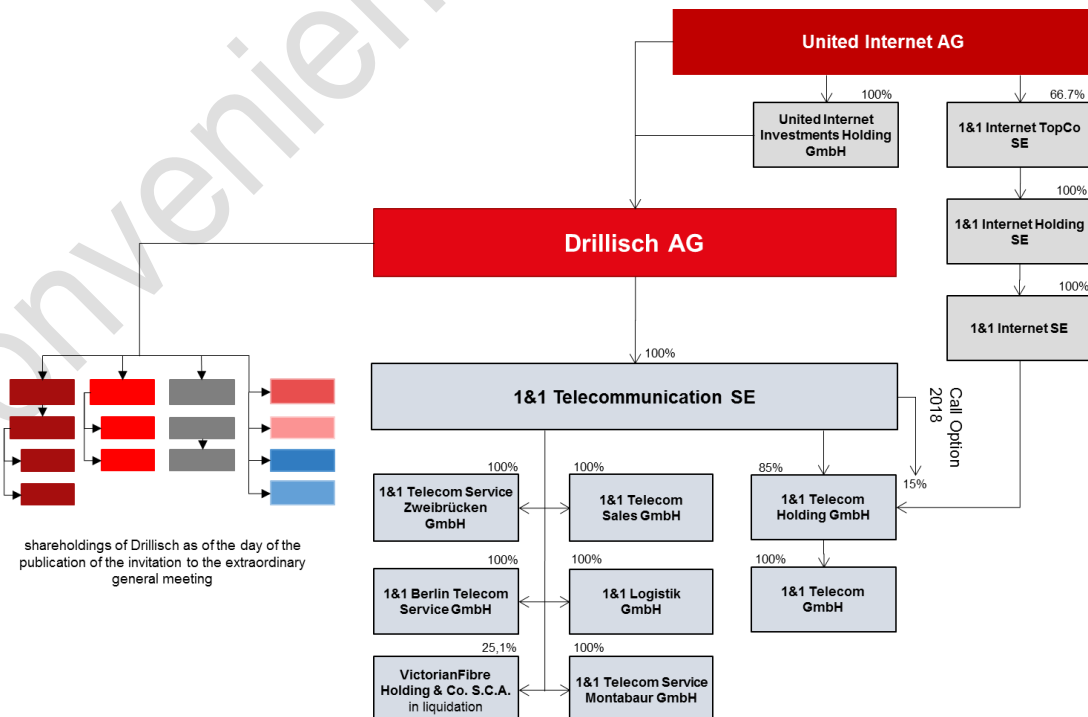 United Internet AG
100%
66.7%
United Internet
Investments Holding
GmbH
1&1 Internet TopCo
SE
100%
1&1 Internet Holding
SE
Drillisch AG
100%
1&1 Internet SE
100%
1&1 Telecommunication SE
Call Option
2018
100%
100%
85%
15%
1&1 Telecom Service
Zweibrücken
GmbH
1&1 Telecom
Sales GmbH
1&1 Telecom
Holding GmbH
shareholdings of Drillisch as of the day of the
publication of the invitation to the extraordinary
general meeting
100%
100%
100%
1&1 Berlin Telecom
Service GmbH
1&1 Logistik
GmbH
1&1 Telecom
GmbH
25,1%
100%
VictorianFibre
Holding & Co. S.C.A.
in liquidation
1&1 Telecom Service
Montabaur GmbH